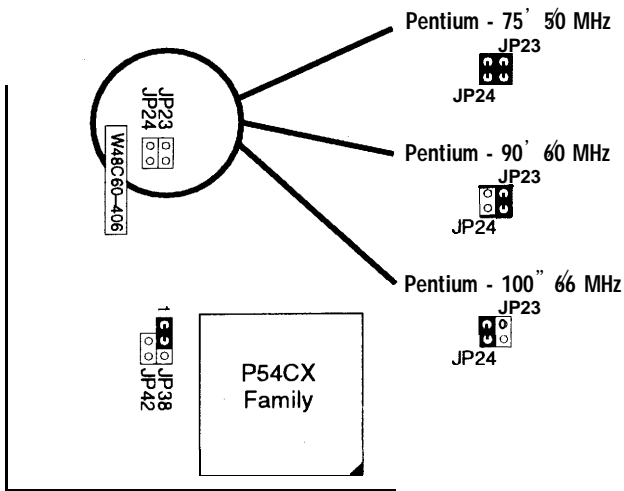 Pentium - 75' 50 MHz
JP23
JP24
JP23
JP24
W48C60-406
Pentium - 90' 60 MHz
JP23
JP24
Pentium - 100" 66 MHz
JP23
JP24
1
JP38
JP42
P54CX
Family